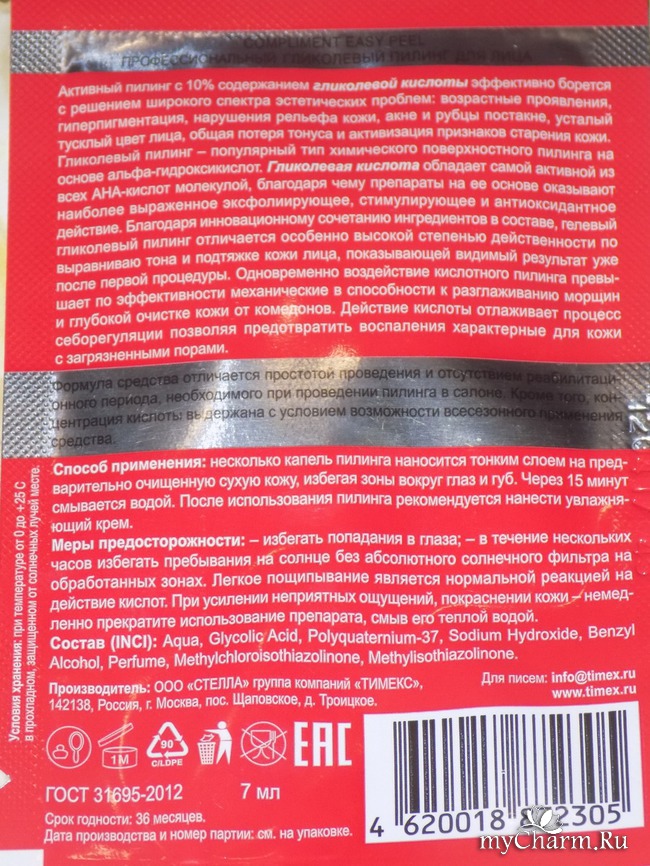 COMPLIMENT EASY PEEL
ПРОФЕССИОНАЛЬНЫЙ ГЛИКОЛЕВЫЙ ПИЛИНГ ДЛЯ ЛИЦА
Активный пилинг с 10% содержанием гликолевой кислоты эффективно борется
с решением широкого спектра эстетических проблем: возрастные проявления,
гиперпигментация, нарушения рельефа кожи, акне и рубцы постакне, усталый
тусклый цвет лица, общая потеря тонуса и активизация признаков старения кожи.
Гликолевый пилинг – популярный тип химического поверхностного пилинга на
основе альфа-гидроксикислот. Гликолевая кислота обладает самой активной из
всех АНА-кислот молекулой, благодаря чему препараты на ее основе оказывают
наиболее выраженное эксфолиирующее, стимулирующее и антиоксидантное
действие. Благодаря инновационному сочетанию ингредиентов в составе, гелевый
гликолевый пилинг отличается особенно высокой степенью действенности по
выравниваю тона и подтяжке кожи лица, показывающей видимый результат уже
после первой процедуры. Одновременно воздействие кислотного пилинга превы-
шает по эффективности механические в способности к разглаживанию морщин
и глубокой очистке кожи от комедонов. Действие кислоты отлаживает процесс
себорегуляции позволяя предотвратить воспаления характерные для кожи
с загрязненными порами.
Формула средства отличается простотой проведения и отсутствием реабилитаци-
онного периода, необходимого при проведении пилинга в салоне. Кроме того, кон-
центрация кислоты выдержана с условием возможности всесезонного применения
средства.
Способ применения: несколько капель пилинга наносится тонким слоем на пред-
варительно очищенную сухую кожу, избегая зоны вокруг глаз и губ. Через 15 минут
смывается водой. После использования пилинга рекомендуется нанести увлажня-
ющий крем.
Меры предосторожности: – избегать попадания в глаза; – в течение нескольких
часов избегать пребывания на солнце без абсолютного солнечного фильтра на
обработанных зонах. Легкое пощипывание является нормальной реакцией на
действие кислот. При усилении неприятных ощущений, покраснении кожи – немед-
ленно прекратите использование препарата, смыв его теплой водой.
Состав (INCI): Aqua, Glycolic Acid, Polyquaternium-37, Sodium Hydroxide, Benzyl
Alcohol, Perfume, Methylchloroisothiazolinone, Methylisothiazolinone.
Условия хранения: при температуре от 0 до +25 С
в прохладном, защищенном от солнечных лучей месте.
Производитель: ООО «СТЕЛЛА» группа компаний «ТИМЕКС»,
142138, Россия, г. Москва, пос. Щаповское, д. Троицкое.
Для писем: info@timex.ru
www.timex.ru
1М
90
C/LDPE
ЕАС
ГОСТ 31695-2012
7 мл
Срок годности: 36 месяцев.
Дата производства и номер партии: см. на упаковке.
4 620018 2305
myCharm.Ru